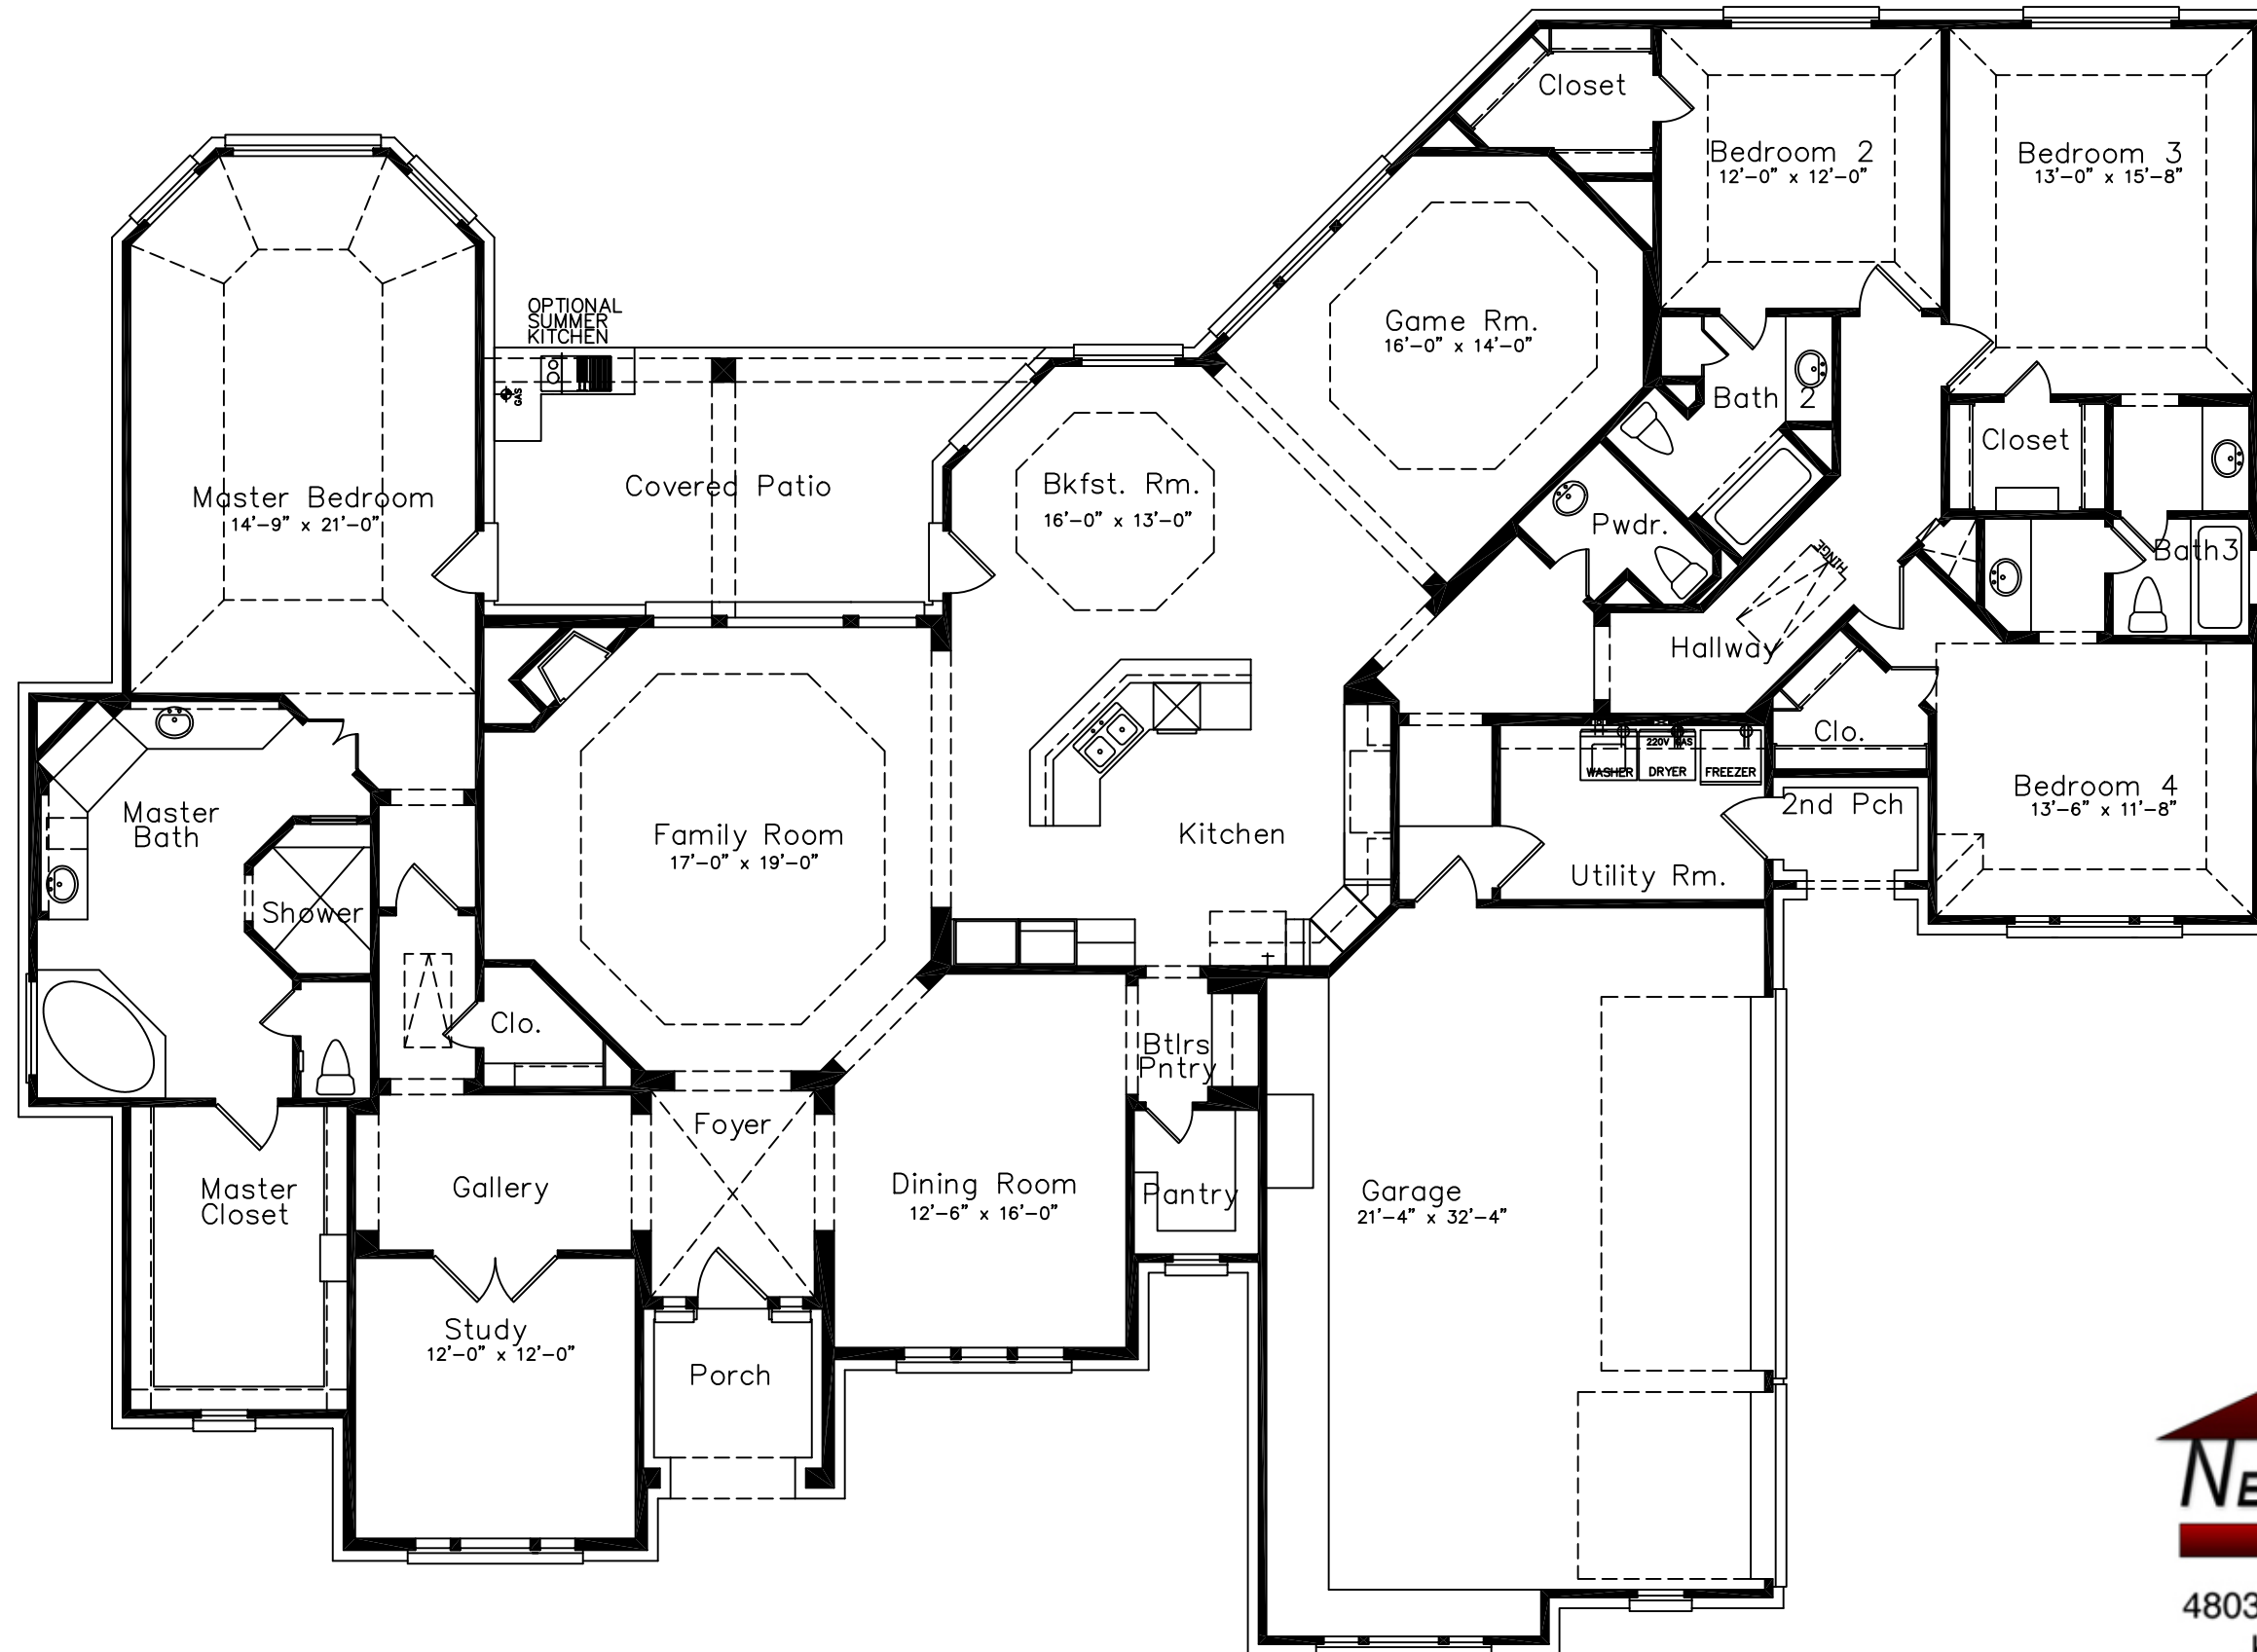 Closet
Bedroom 2
12'-0" x 12'-0"
Bedroom 3
13'-0" x 15'-8"
OPTIONAL
SUMMER
KITCHEN
GAS
Game Rm.
16'-0" x 14'-0"
Bath 2
Closet
Master Bedroom
14'-9" x 21'-0"
Covered Patio
Bkfst. Rm.
16'-0" x 13'-0"
Pwdr.
HINGE
Bath3
Hallway
Clo.
220V GAS
WASHER
DRYER
FREEZER
Bedroom 4
13'-6" x 11'-8"
2nd Pch
Master
Bath
Family Room
17'-0" x 19'-0"
Kitchen
Utility Rm.
Shower
Clo.
Btlrs
Pntry
Foyer
Master
Closet
Gallery
Dining Room
12'-6" x 16'-0"
Pantry
Garage
21'-4" x 32'-4"
Study
12'-0" x 12'-0"
Porch
4803